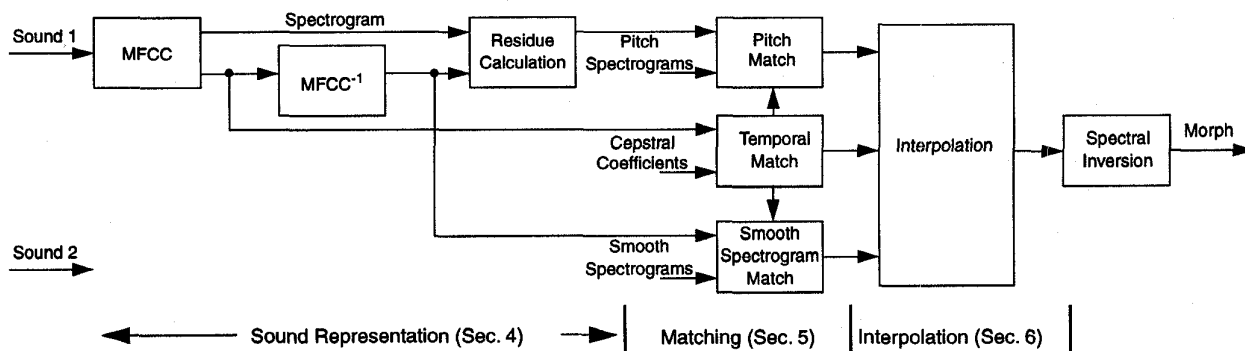 Sound 1
MFCC
Spectrogram
MFCC-1
Residue
Calculation
Pitch
Spectrograms
Pitch
Match
Cepstral
Coefficients
Temporal
Match
Interpolation
Spectral
Inversion
Morph
Sound 2
Smooth
Spectrograms
Smooth
Spectrogram
Match
Sound Representation (Sec. 4)
Matching (Sec. 5)
Interpolation (Sec. 6)